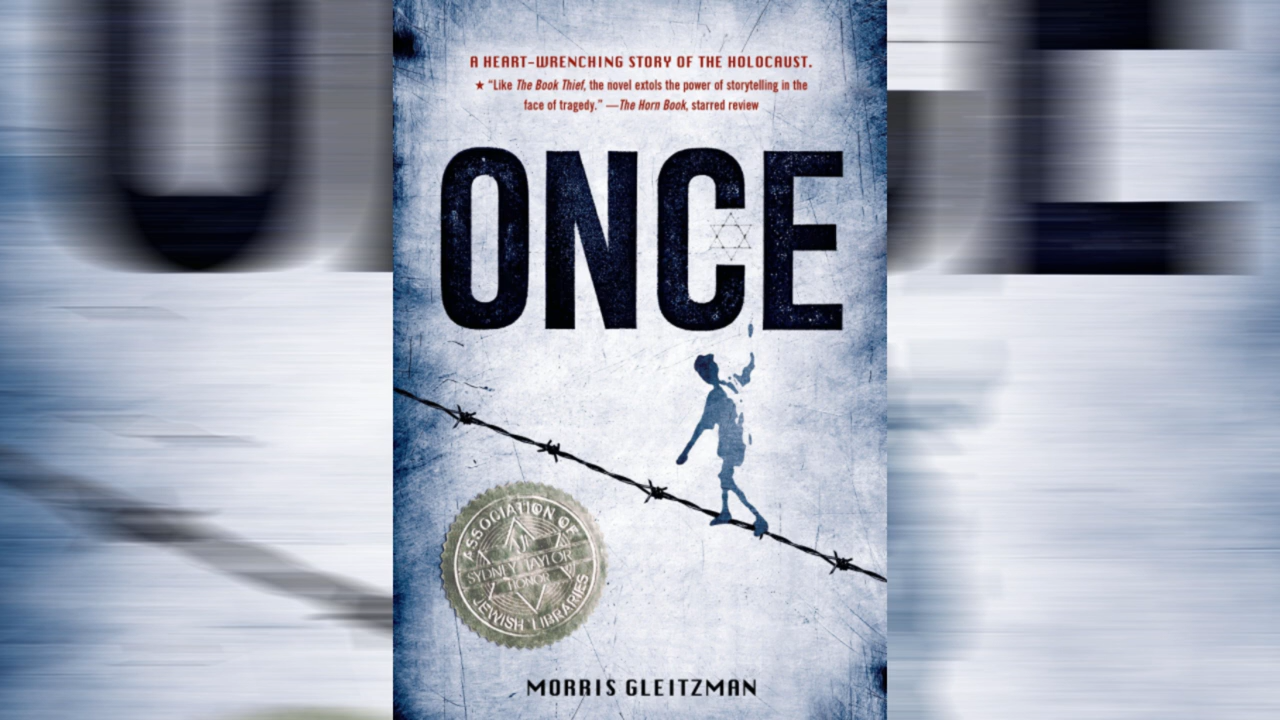 A HEART-WRENCHING STORY OF THE HOLOCAUST.
★ "Like The Book Thief, the novel extols the power of storytelling in the
face of tragedy." —The Horn Book, starred review
ONCE
ASSOCIATION OF
AJL
SYDNEY TAYLOR
HONOR
JEWISH LIBRARIES
MORRIS GLEITZMAN